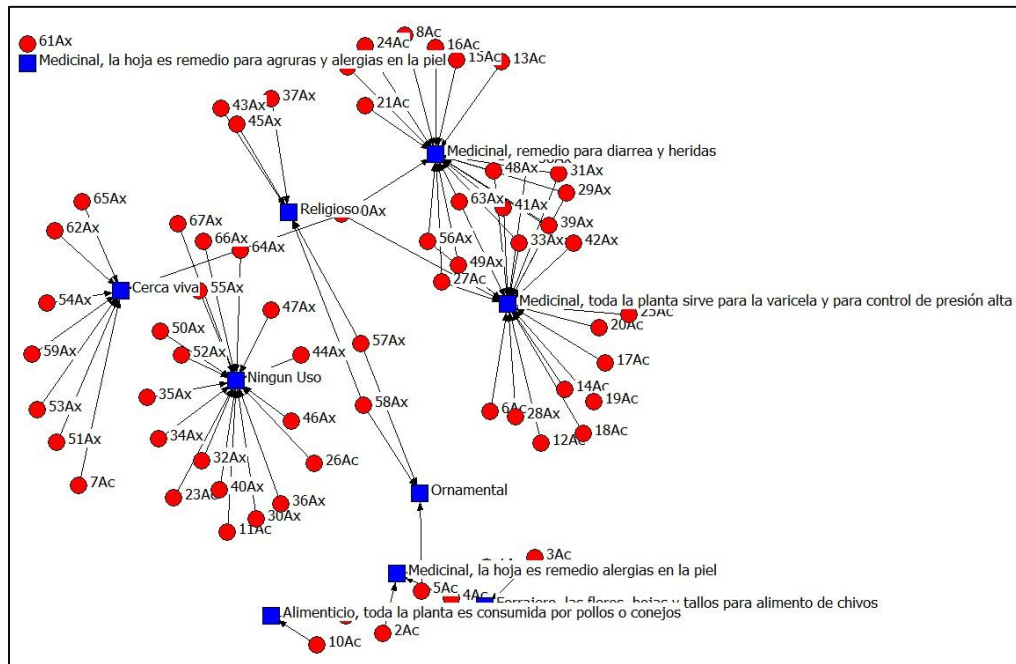 61Ax
Medicinal, la hoja es remedio para agruras y alergias en la piel
8Ac
24Ac
16Ac
15Ac
13Ac
21Ac
37Ax
43Ax
45Ax
Medicinal, remedio para diarrea y heridas
48Ax
31Ax
29Ax
63Ax
41Ax
39Ax
65Ax
Religioso
67Ax
62Ax
66Ax
64Ax
56Ax
33Ax
42Ax
49Ax
27Ac
Cerca viva
55Ax
54Ax
Medicinal, toda la planta sirve para la varicela y para control de presión alta
47Ax
25Ac
20Ac
50Ax
57Ax
59Ax
52Ax
44Ax
17Ac
Ningun Uso
14Ac
35Ax
58Ax
19Ac
53Ax
6Ac
28Ax
46Ax
34Ax
18Ac
51Ax
12Ac
32Ax
26Ac
7Ac
40Ax
23Ac
Ornamental
36Ax
30Ax
11Ac
3Ac
Medicinal, la hoja es remedio alergias en la piel
5Ac
4Ac
Forrajero, las flores, hojas y tallos para alimento de chivos
Alimenticio, toda la planta es consumida por pollos o conejos
2Ac
10Ac